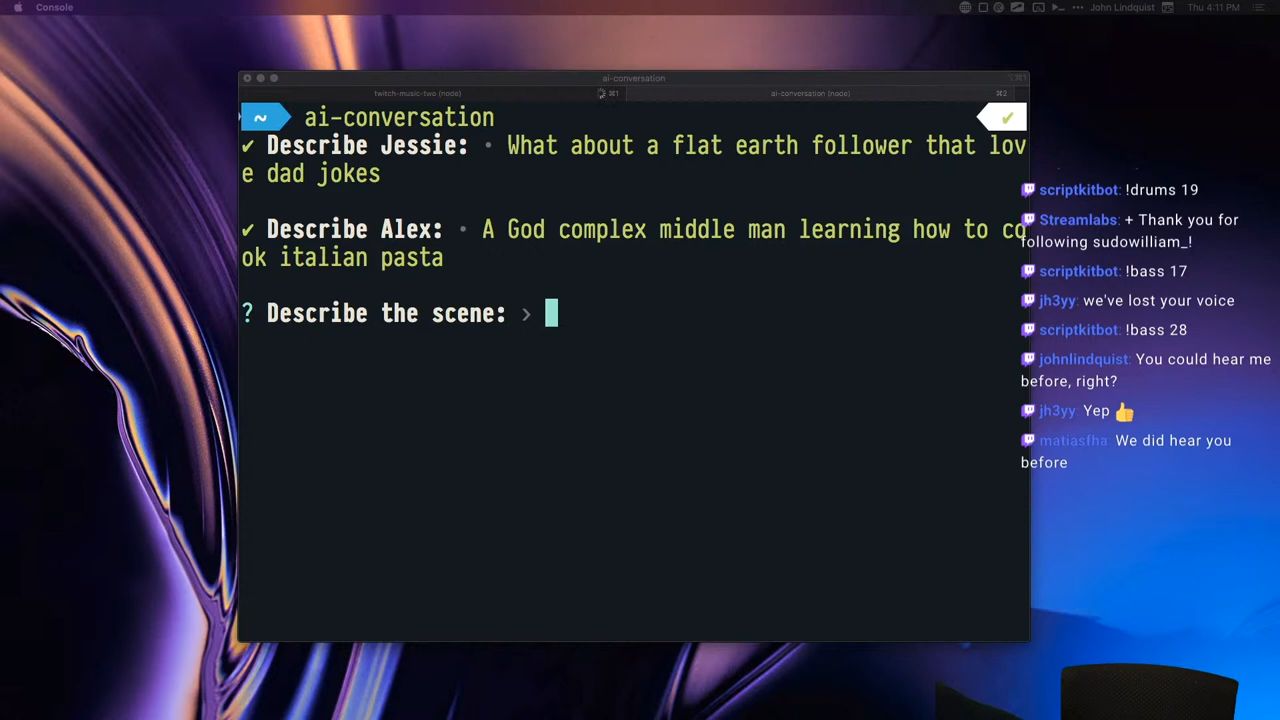 Console
John Lindquist
Thu 4:11 PM
ai-conversation
twitch-music-two (node)
⌘1
ai-conversation (node)
⌘2
~ ai-conversation ✔
✔ Describe Jessie: · What about a flat earth follower that lov
e dad jokes
✔ Describe Alex: · A God complex middle man learning how to co
ok italian pasta
? Describe the scene: ›
scriptkitbot: !drums 19
Streamlabs: + Thank you for
following sudowilliam_!
scriptkitbot: !bass 17
jh3yy: we've lost your voice
scriptkitbot: !bass 28
johnlindquist: You could hear me
before, right?
jh3yy: Yep 👍
matiasfha: We did hear you
before